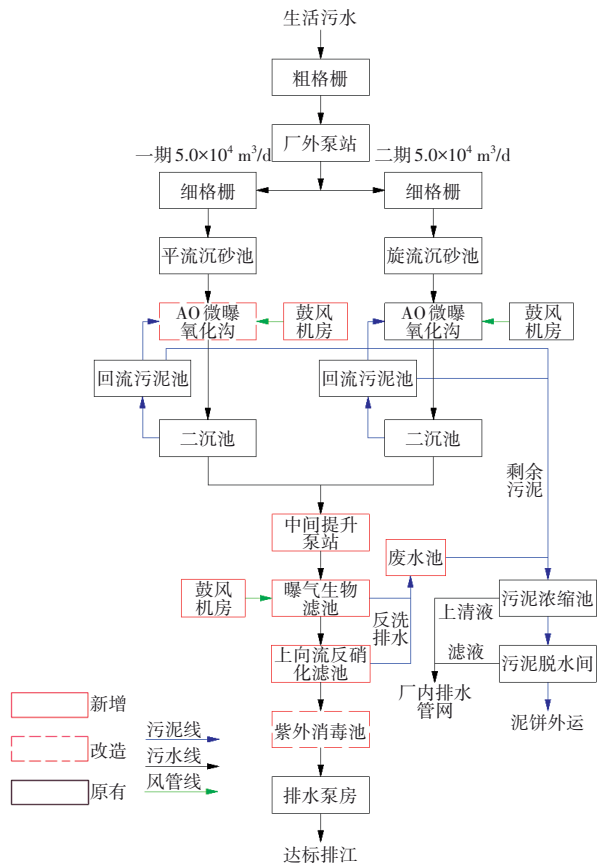 生活污水
粗格栅
厂外泵站
一期 5.0×10⁴ m³/d
二期 5.0×10⁴ m³/d
细格栅
细格栅
平流沉砂池
旋流沉砂池
AO 微曝
氧化沟
鼓风
机房
AO 微曝
氧化沟
鼓风
机房
回流污泥池
回流污泥池
二沉池
二沉池
剩余
污泥
中间提升
泵站
废水池
鼓风
机房
曝气生物
滤池
反洗
排水
上清液
污泥浓缩池
上向流反硝
化滤池
滤液
污泥脱水间
厂内排水
管网
泥饼外运
新增
改造
原有
污泥线
污水线
风管线
紫外消毒池
排水泵房
达标排江